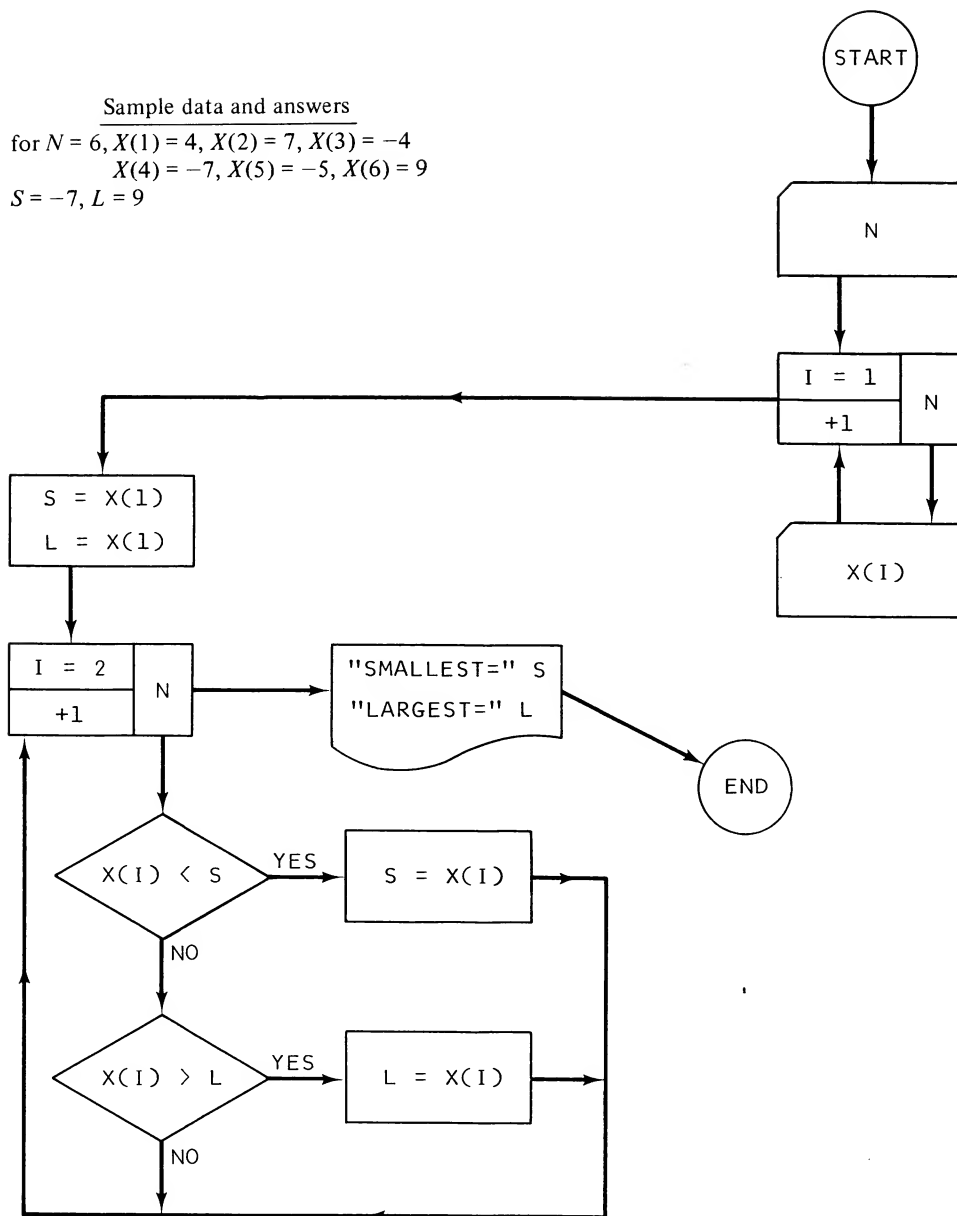 START
Sample data and answers
for N = 6, X(1) = 4, X(2) = 7, X(3) = −4
X(4) = −7, X(5) = −5, X(6) = 9
S = −7, L = 9
N
I = 1
+1
N
X(I)
S = X(1)
L = X(1)
I = 2
+1
N
"SMALLEST=" S
"LARGEST=" L
END
X(I) < S
YES
S = X(I)
NO
X(I) > L
YES
L = X(I)
NO